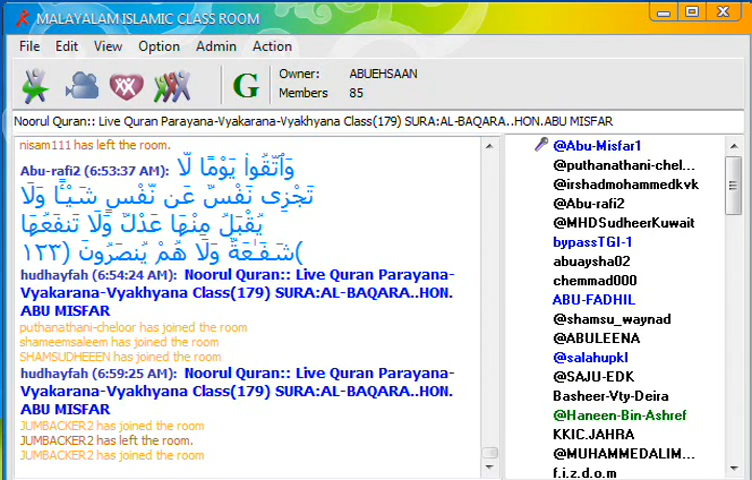 MALAYALAM ISLAMIC CLASS ROOM
File Edit View Option Admin Action
G
Owner: ABUEHSAAN
Members 85
Noorul Quran:: Live Quran Parayana-Vyakarana-Vyakhyana Class(179) SURA:AL-BAQARA..HON.ABU MISFAR
nisam111 has left the room.
Abu-rafi2 (6:53:37 AM): وَٱتَّقُوا۟ يَوْمًا لَّا
تَجْزِى نَفْسٌ عَن نَّفْسٍ شَيْـًٔا وَلَا
يُقْبَلُ مِنْهَا عَدْلٌ وَلَا تَنفَعُهَا
شَفَـٰعَةٌ وَلَا هُمْ يُنصَرُونَ (١٢٣)
hudhayfah (6:54:24 AM): Noorul Quran:: Live Quran Parayana-
Vyakarana-Vyakhyana Class(179) SURA:AL-BAQARA..HON.
ABU MISFAR
puthanathani-cheloor has joined the room
shameemsaleem has joined the room
SHAMSUDHEEEN has joined the room
hudhayfah (6:59:25 AM): Noorul Quran:: Live Quran Parayana-
Vyakarana-Vyakhyana Class(179) SURA:AL-BAQARA..HON.
ABU MISFAR
JUMBACKER2 has joined the room
JUMBACKER2 has left the room.
JUMBACKER2 has joined the room
@Abu-Misfar1
@puthanathani-chel...
@irshadmohammedkvk
@Abu-rafi2
@MHDSudheerKuwait
bypassTGI-1
abuaysha02
chemmad000
ABU-FADHIL
@shamsu_waynad
@ABULEENA
@salahupkl
@SAJU-EDK
Basheer-Vty-Deira
@Haneen-Bin-Ashref
KKIC.JAHRA
@MUHAMMEDALIM...
f.i.z.d.o.m